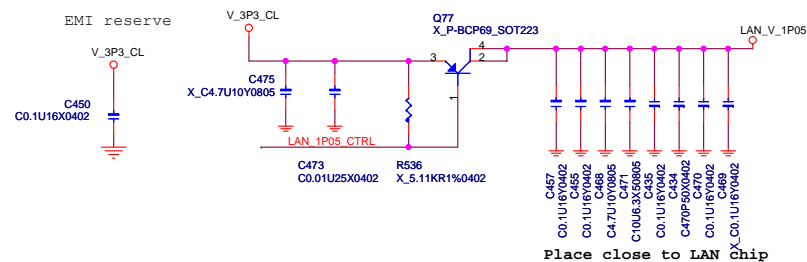 EMI reserve
V_3P3_CL
C450
C0.1U16X0402
V_3P3_CL
C475
X_C4.7U10Y0805
LAN_1P05_CTRL
C473
C0.01U25X0402
R536
X_5.11KR1%0402
Q77
X_P-BCP69_SOT223
3
4
2
1
LAN_V_1P05
C457
C0.1U16Y0402
C455
C0.1U16Y0402
C468
C4.7U10Y0805
C471
C10U6.3X50805
C435
C0.1U16Y0402
C434
C470P50X0402
C470
C0.1U16Y0402
C469
X_C0.1U16Y0402
Place close to LAN chip